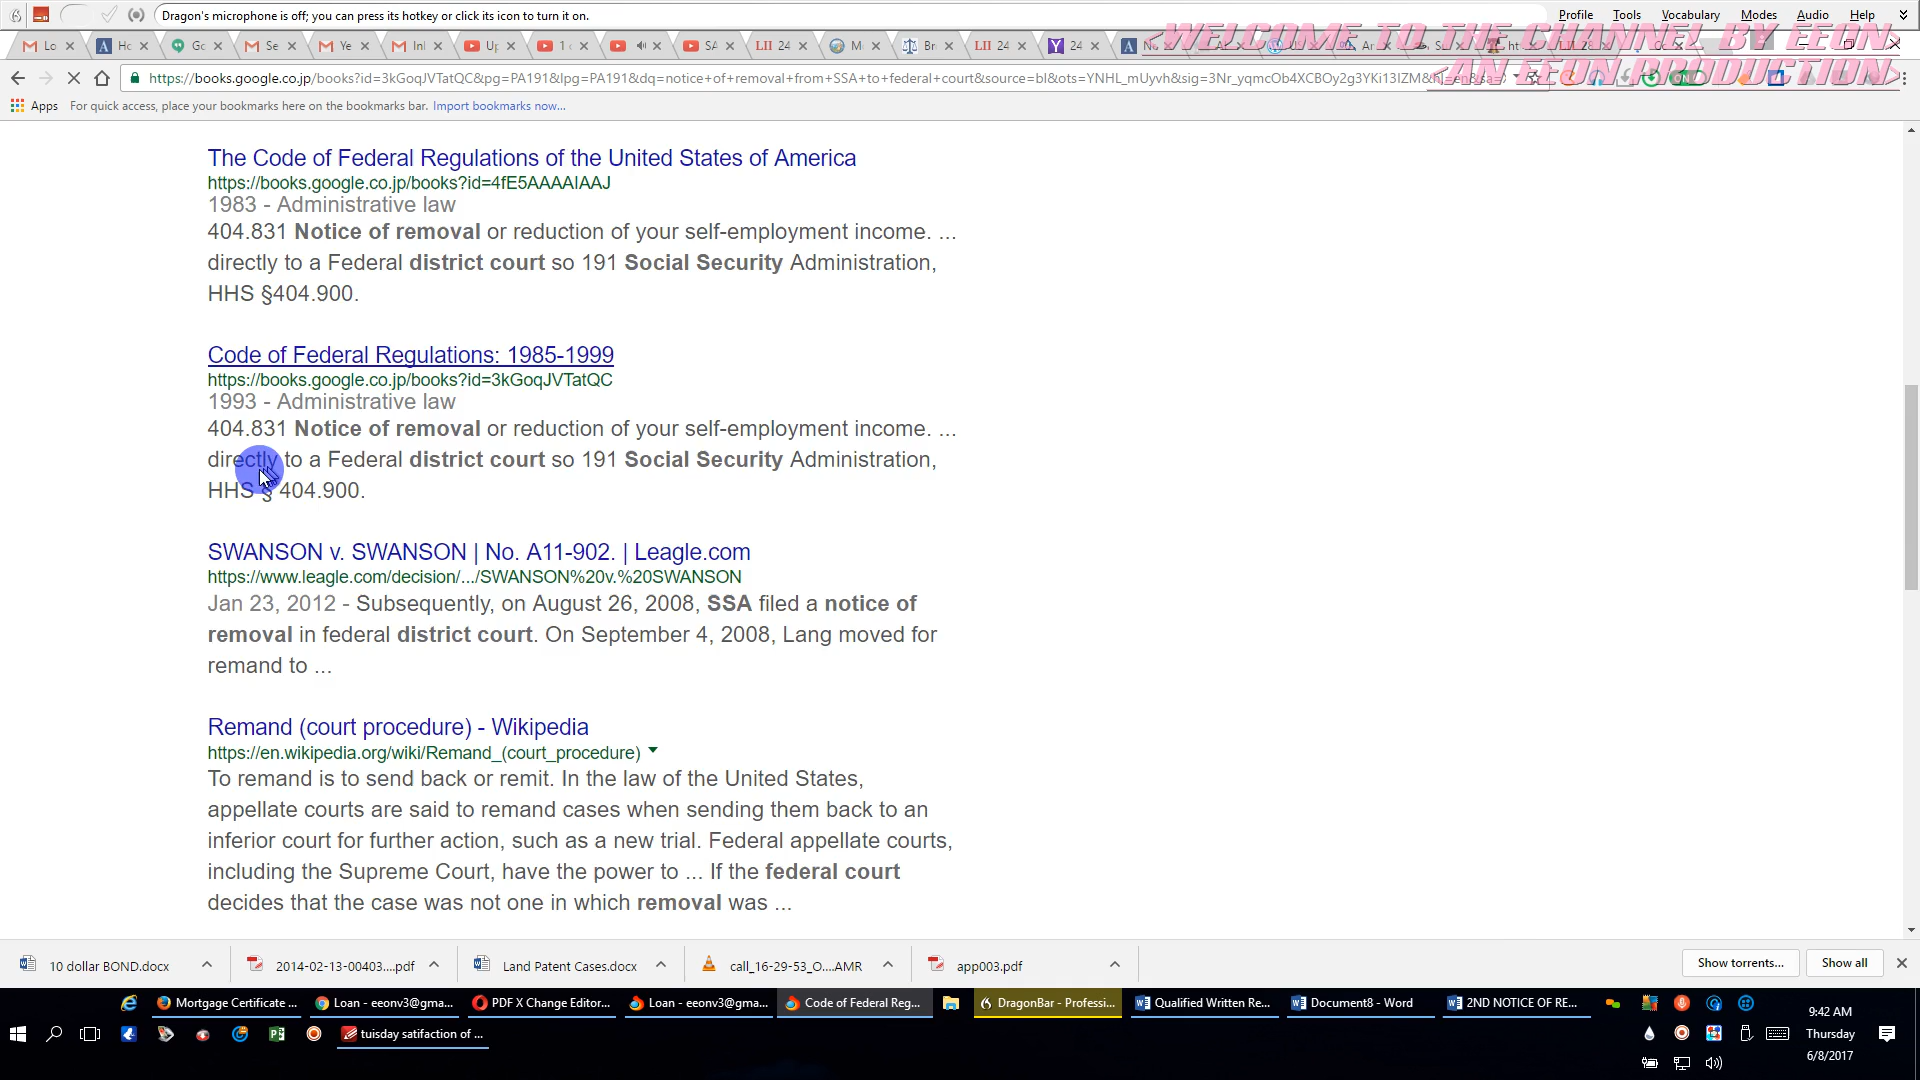 Dragon's microphone is off; you can press its hotkey or click its icon to turn it on.
Profile Tools Vocabulary Modes Audio Help
<WELCOME TO THE CHANNEL BY EEON>
<AN EEON PRODUCTION>
Lo Ho Go Se Ye Inl Up 1 SA 24 M Br 24 24 N
https://books.google.co.jp/books?id=3kGoqJVTatQC&pg=PA191&lpg=PA191&dq=notice+of+removal+from+SSA+to+federal+court&source=bl&ots=YNHL_mUyvh&sig=3Nr_yqmcOb4XCBOy2g3YKi13IZM&hl=en&sa=
Apps For quick access, place your bookmarks here on the bookmarks bar. Import bookmarks now...
The Code of Federal Regulations of the United States of America
https://books.google.co.jp/books?id=4fE5AAAAIAAJ
1983 - Administrative law
404.831 Notice of removal or reduction of your self-employment income. ...
directly to a Federal district court so 191 Social Security Administration,
HHS §404.900.
Code of Federal Regulations: 1985-1999
https://books.google.co.jp/books?id=3kGoqJVTatQC
1993 - Administrative law
404.831 Notice of removal or reduction of your self-employment income. ...
directly to a Federal district court so 191 Social Security Administration,
HHS § 404.900.
SWANSON v. SWANSON | No. A11-902. | Leagle.com
https://www.leagle.com/decision/.../SWANSON%20v.%20SWANSON
Jan 23, 2012 - Subsequently, on August 26, 2008, SSA filed a notice of
removal in federal district court. On September 4, 2008, Lang moved for
remand to ...
Remand (court procedure) - Wikipedia
https://en.wikipedia.org/wiki/Remand_(court_procedure)
To remand is to send back or remit. In the law of the United States,
appellate courts are said to remand cases when sending them back to an
inferior court for further action, such as a new trial. Federal appellate courts,
including the Supreme Court, have the power to ... If the federal court
decides that the case was not one in which removal was ...
10 dollar BOND.docx 2014-02-13-00403....pdf Land Patent Cases.docx call_16-29-53_O....AMR app003.pdf Show torrents... Show all
Mortgage Certificate ... Loan - eeonv3@gma... PDF X Change Editor... Loan - eeonv3@gma... Code of Federal Reg... DragonBar - Professi... Qualified Written Re... Document8 - Word 2ND NOTICE OF RE...
9:42 AM
tuisday satifaction of ...
Thursday
6/8/2017